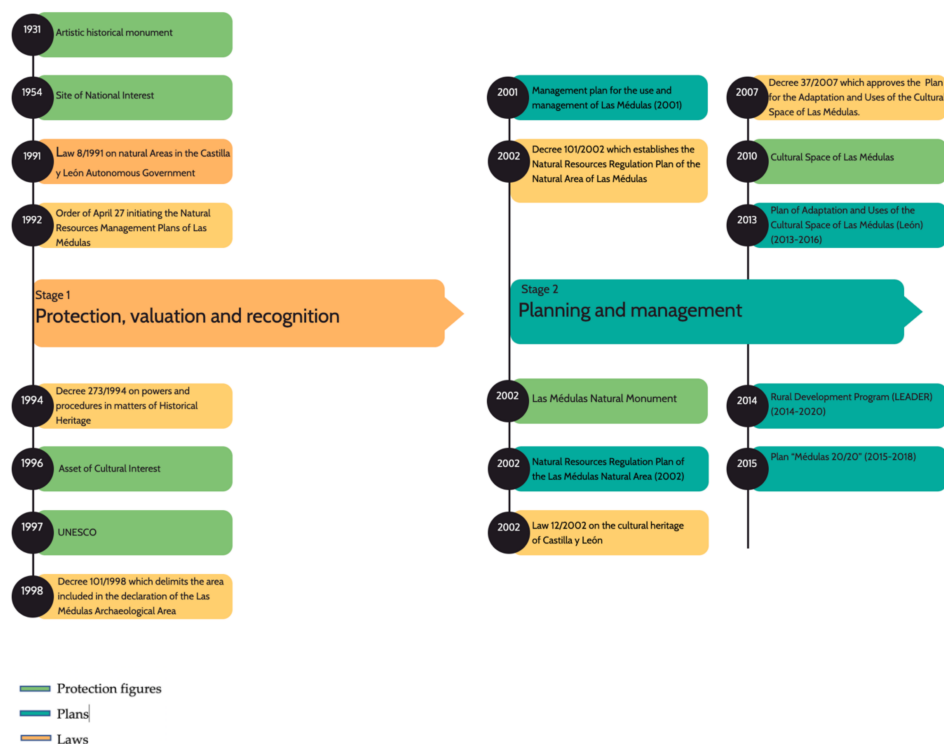 1931
Artistic historical monument
1954
Site of National Interest
1991
Law 8/1991 on natural Areas in the Castilla
y León Autonomous Government
1992
Order of April 27 initiating the Natural
Resources Management Plans of Las
Médulas
Stage 1
Protection, valuation and recognition
1994
Decree 273/1994 on powers and
procedures in matters of Historical
Heritage
1996
Asset of Cultural Interest
1997
UNESCO
1998
Decree 101/1998 which delimits the area
included in the declaration of the Las
Médulas Archaeological Area
2001
Management plan for the use and
management of Las Médulas (2001)
2002
Decree 101/2002 which establishes the
Natural Resources Regulation Plan of the
Natural Area of Las Médulas
2007
Decree 37/2007 which approves the Plan
for the Adaptation and Uses of the Cultural
Space of Las Médulas.
2010
Cultural Space of Las Médulas
2013
Plan of Adaptation and Uses of the
Cultural Space of Las Médulas (León)
(2013-2016)
Stage 2
Planning and management
2002
Las Médulas Natural Monument
2002
Natural Resources Regulation Plan of
the Las Médulas Natural Area (2002)
2002
Law 12/2002 on the cultural heritage
of Castilla y León
2014
Rural Development Program (LEADER)
(2014-2020)
2015
Plan "Médulas 20/20" (2015-2018)
Protection figures
Plans
Laws